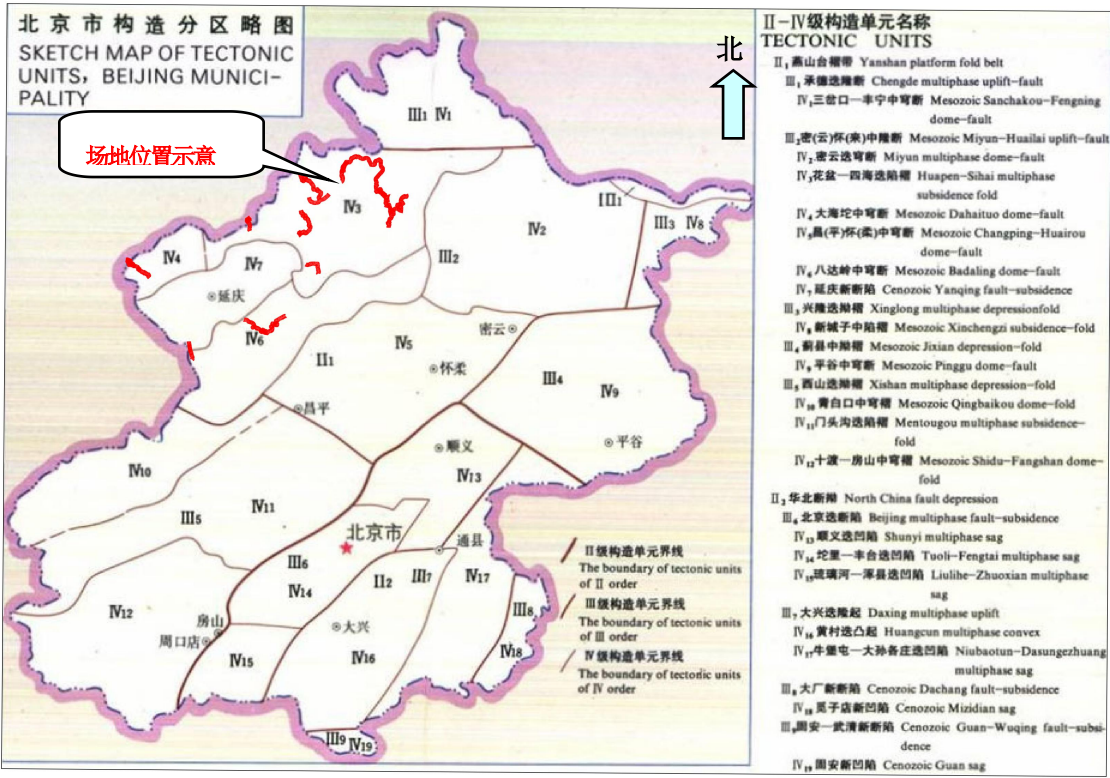 北京市构造分区略图
SKETCH MAP OF TECTONIC
UNITS, BEIJING MUNICI-
PALITY
北
场地位置示意
Ⅲ1 Ⅳ1
Ⅳ3
Ⅲ1
Ⅳ2
Ⅲ3 Ⅳ8
Ⅳ4
Ⅳ7
Ⅲ2
延庆
Ⅳ6
密云
Ⅱ1
Ⅳ5
怀柔
Ⅲ4
Ⅳ9
昌平
平谷
顺义
Ⅳ10
Ⅳ13
Ⅳ11
Ⅲ5
北京市
通县
Ⅲ6
Ⅱ2
Ⅲ7
Ⅳ17
Ⅳ14
Ⅳ12
Ⅲ8
房山
大兴
周口店
Ⅳ15
Ⅳ16
Ⅳ18
Ⅲ9
Ⅳ19
Ⅱ级构造单元界线
The boundary of tectonic units
of Ⅱ order
Ⅲ级构造单元界线
The boundary of tectonic units
of Ⅲ order
Ⅳ级构造单元界线
The boundary of tectonic units
of Ⅳ order
Ⅱ-Ⅳ级构造单元名称
TECTONIC UNITS
Ⅱ1燕山台褶带 Yanshan platform fold belt
Ⅲ1承德迭隆断 Chengde multiphase uplift-fault
Ⅳ1三岔口—丰宁中穹断 Mesozoic Sanchakou-Fengning
dome-fault
Ⅲ2密(云)怀(来)中隆断 Mesozoic Miyun-Huailai uplift-fault
Ⅳ2密云迭穹断 Miyun multiphase dome-fault
Ⅳ3花盆—四海迭陷褶 Huapen-Sihai multiphase
subsidence fold
Ⅳ4大海坨中穹断 Mesozoic Dahaituo dome-fault
Ⅳ5昌(平)怀(柔)中穹断 Mesozoic Changping-Huairou
dome-fault
Ⅳ6八达岭中穹断 Mesozoic Badaling dome-fault
Ⅳ7延庆新断陷 Cenozoic Yanqing fault-subsidence
Ⅲ3兴隆迭坳褶 Xinglong multiphase depressionfold
Ⅳ8新城子中陷褶 Mesozoic Xinchengzi subsidence-fold
Ⅲ4蓟县中坳褶 Mesozoic Jixian depression-fold
Ⅳ9平谷中穹断 Mesozoic Pinggu dome-fault
Ⅲ5西山迭坳褶 Xishan multiphase depression-fold
Ⅳ10青白口中穹褶 Mesozoic Qingbaikou dome-fold
Ⅳ11门头沟迭陷褶 Mentougou multiphase subsidence-
fold
Ⅳ12十渡—房山中穹褶 Mesozoic Shidu-Fangshan dome-
fold
Ⅱ2华北断坳 North China fault depression
Ⅲ6北京迭断陷 Beijing multiphase fault-subsidence
Ⅳ13顺义迭凹陷 Shunyi multiphase sag
Ⅳ14坨里—丰台迭凹陷 Tuoli-Fengtai multiphase sag
Ⅳ15琉璃河—涿县迭凹陷 Liulihe-Zhuoxian multiphase
sag
Ⅲ7大兴迭隆起 Daxing multiphase uplift
Ⅳ16黄村迭凸起 Huangcun multiphase convex
Ⅳ17牛堡屯—大孙各庄迭凹陷 Niubaotun-Dasungezhuang
multiphase sag
Ⅲ8大厂新断陷 Cenozoic Dachang fault-subsidence
Ⅳ18觅子店新凹陷 Cenozoic Mizidian sag
Ⅲ9固安—武清新断陷 Cenozoic Guan-Wuqing fault-subsi-
dence
Ⅳ19固安新凹陷 Cenozoic Guan sag